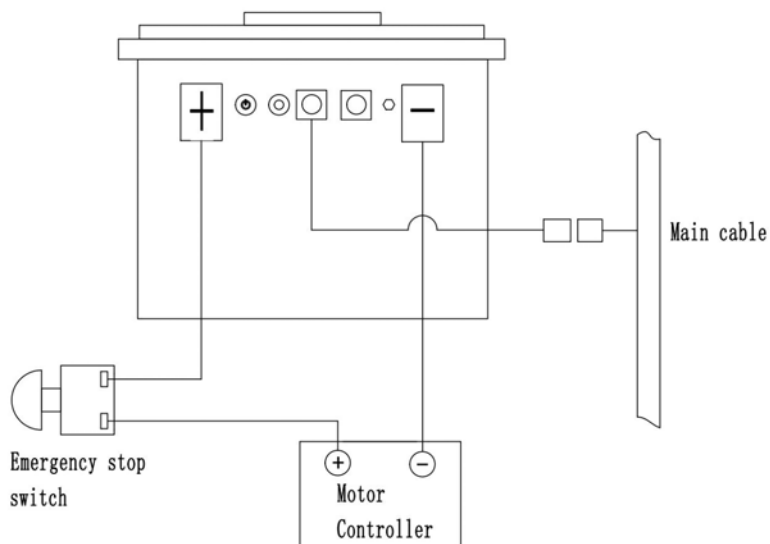 +
−
Main cable
Emergency stop
switch
+
−
Motor
Controller